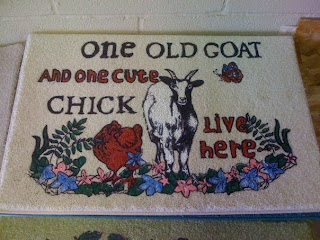 one OLD GOAT
AND one CUTE
CHICK
Live
here